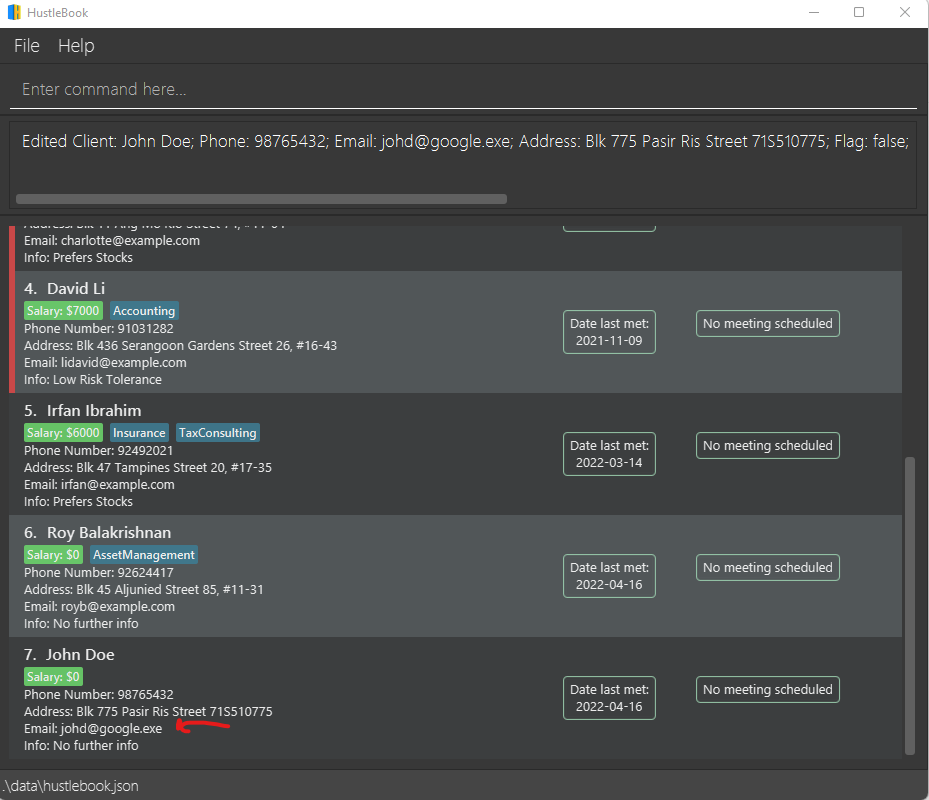 HustleBook
File Help
Enter command here...
Edited Client: John Doe; Phone: 98765432; Email: johd@google.exe; Address: Blk 775 Pasir Ris Street 71S510775; Flag: false;
Email: charlotte@example.com
Info: Prefers Stocks
4. David Li
Salary: $7000 Accounting
Phone Number: 91031282
Address: Blk 436 Serangoon Gardens Street 26, #16-43
Email: lidavid@example.com
Info: Low Risk Tolerance
Date last met:
2021-11-09
No meeting scheduled
5. Irfan Ibrahim
Salary: $6000 Insurance TaxConsulting
Phone Number: 92492021
Address: Blk 47 Tampines Street 20, #17-35
Email: irfan@example.com
Info: Prefers Stocks
Date last met:
2022-03-14
No meeting scheduled
6. Roy Balakrishnan
Salary: $0 AssetManagement
Phone Number: 92624417
Address: Blk 45 Aljunied Street 85, #11-31
Email: royb@example.com
Info: No further info
Date last met:
2022-04-16
No meeting scheduled
7. John Doe
Salary: $0
Phone Number: 98765432
Address: Blk 775 Pasir Ris Street 71S510775
Email: johd@google.exe
Info: No further info
Date last met:
2022-04-16
No meeting scheduled
.\data\hustlebook.json